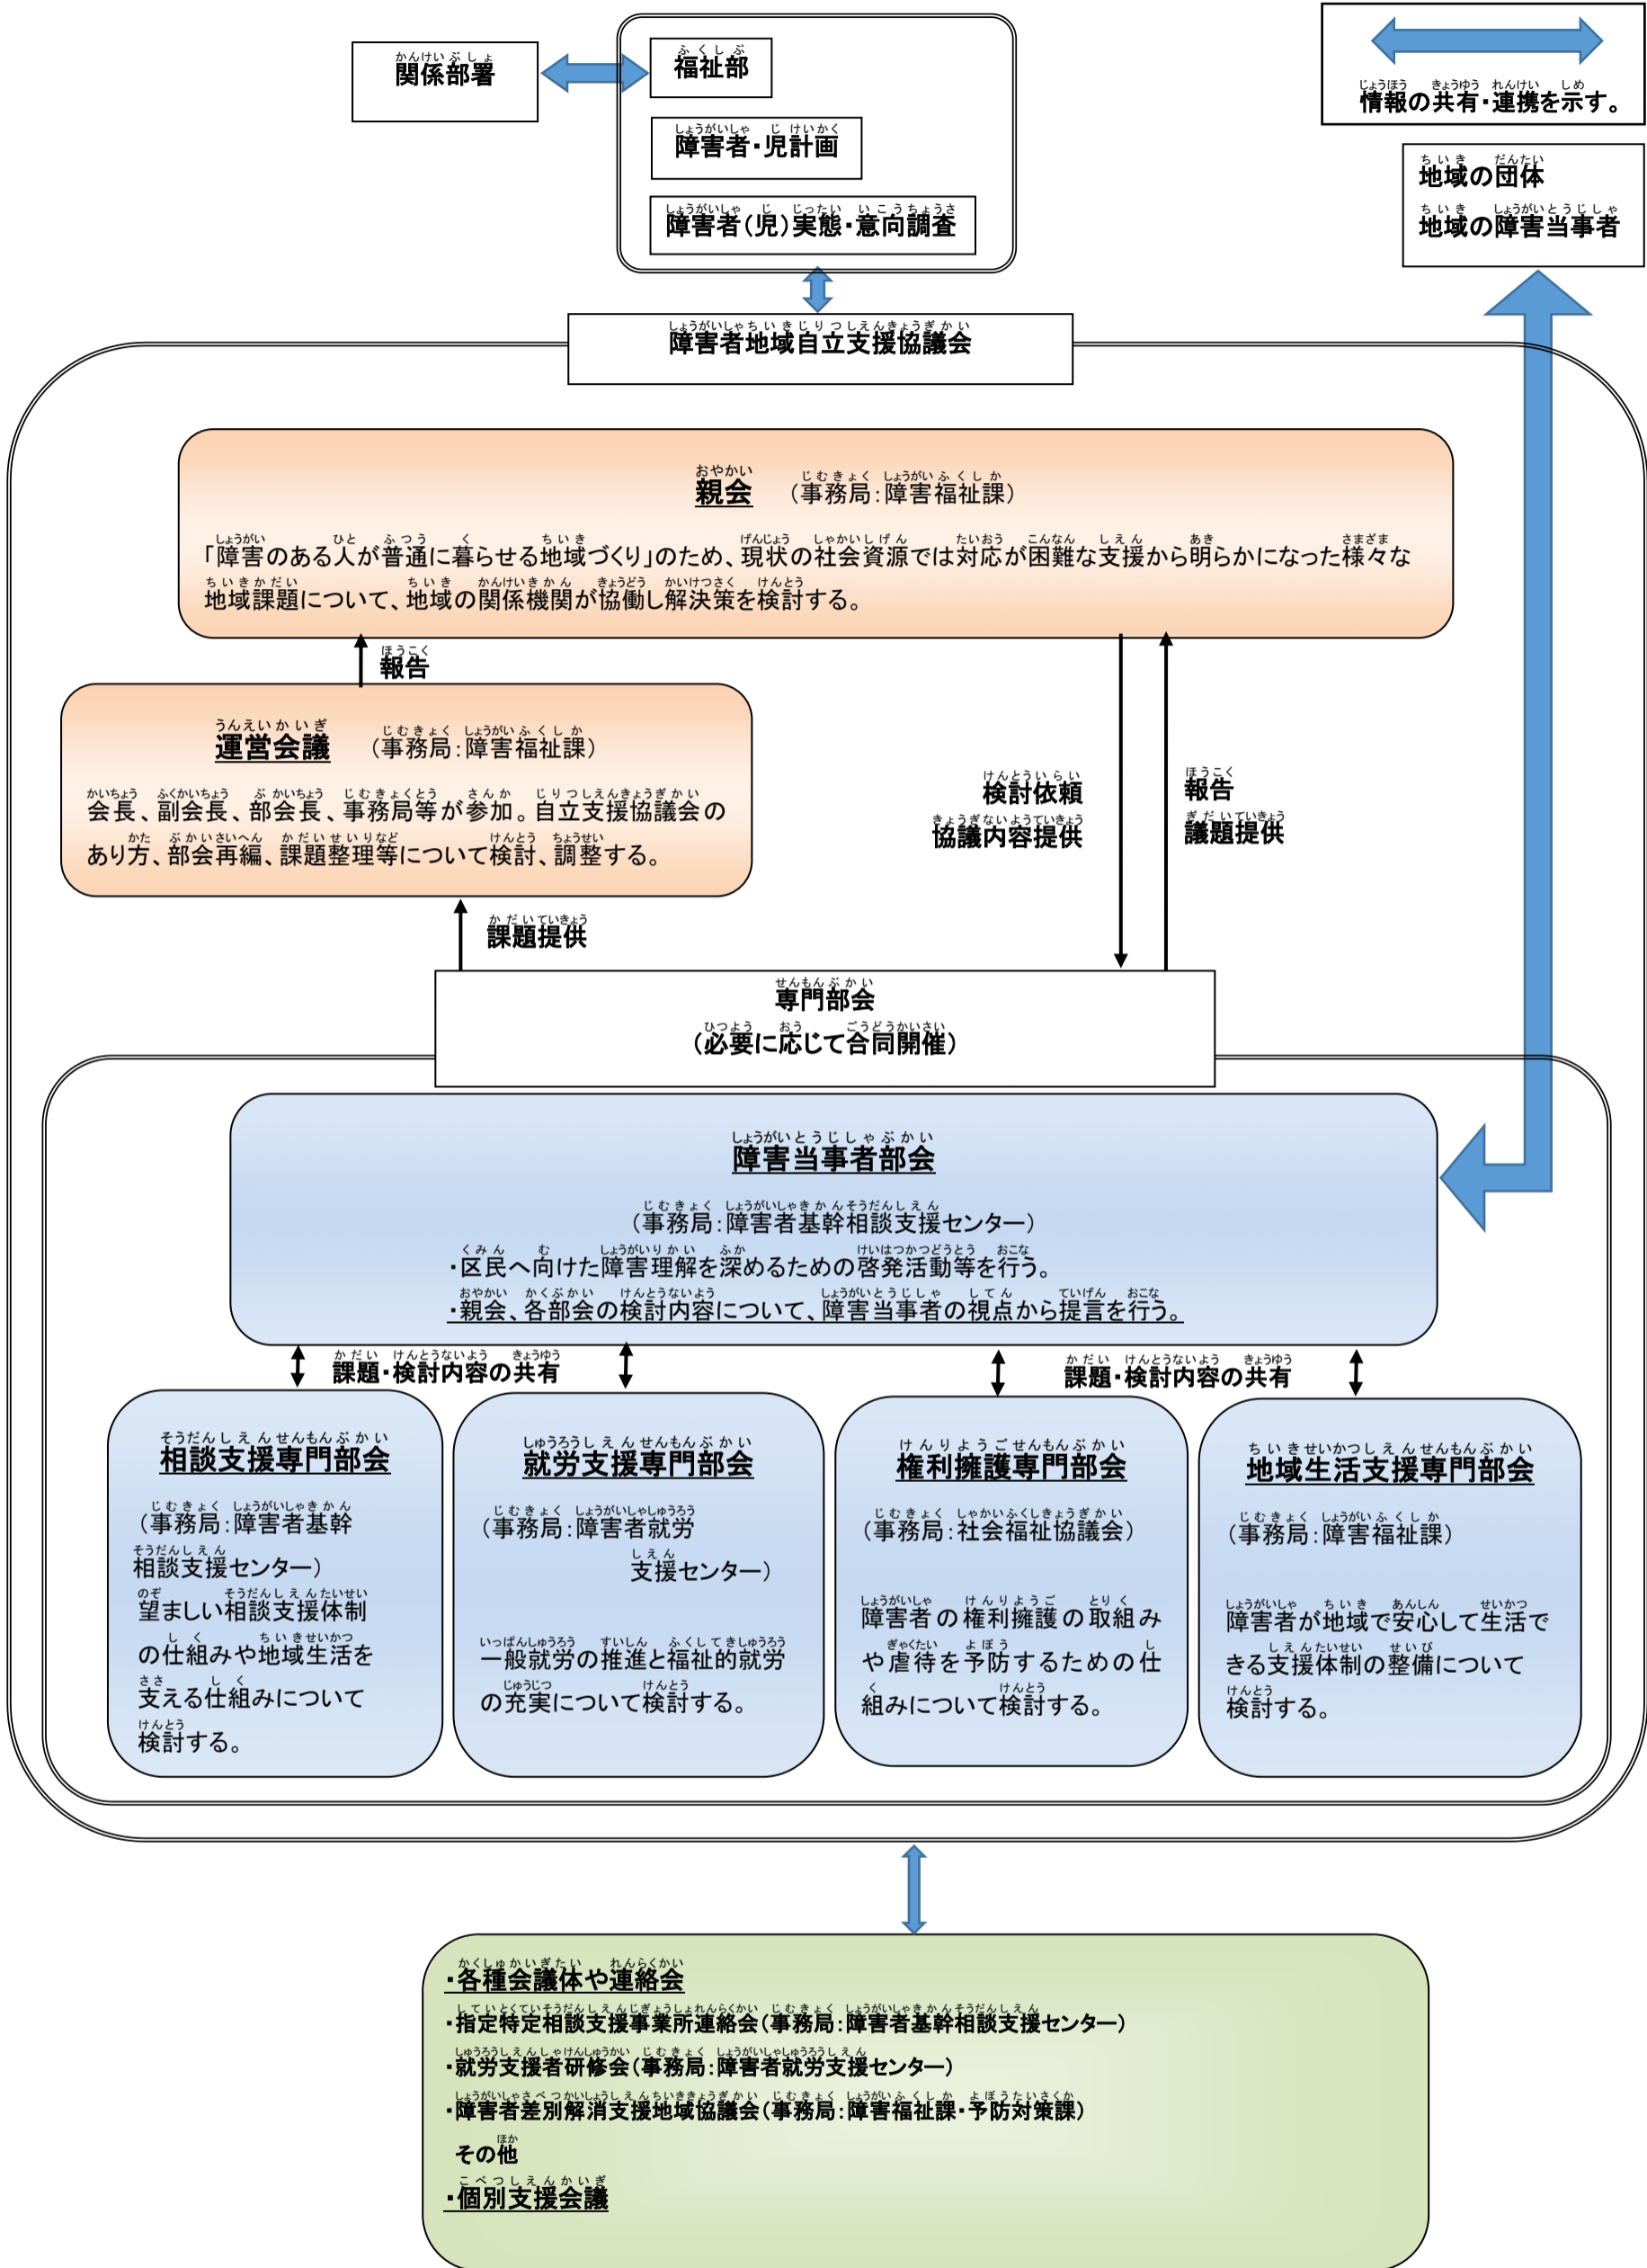 関係部署
福祉部
障害者・児計画
障害者(児)実態・意向調査
情報の共有・連携を示す。
地域の団体
地域の障害当事者
障害者地域自立支援協議会
親会 (事務局:障害福祉課)
「障害のある人が普通に暮らせる地域づくり」のため、現状の社会資源では対応が困難な支援から明らかになった様々な
地域課題について、地域の関係機関が協働し解決策を検討する。
報告
運営会議 (事務局:障害福祉課)
会長、副会長、部会長、事務局等が参加。自立支援協議会の
あり方、部会再編、課題整理等について検討、調整する。
検討依頼
協議内容提供
報告
議題提供
課題提供
専門部会
(必要に応じて合同開催)
障害当事者部会
(事務局:障害者基幹相談支援センター)
・区民へ向けた障害理解を深めるための啓発活動等を行う。
・親会、各部会の検討内容について、障害当事者の視点から提言を行う。
課題・検討内容の共有
課題・検討内容の共有
相談支援専門部会
(事務局:障害者基幹
相談支援センター)
望ましい相談支援体制
の仕組みや地域生活を
支える仕組みについて
検討する。
就労支援専門部会
(事務局:障害者就労
支援センター)
一般就労の推進と福祉的就労
の充実について検討する。
権利擁護専門部会
(事務局:社会福祉協議会)
障害者の権利擁護の取組み
や虐待を予防するための仕
組みについて検討する。
地域生活支援専門部会
(事務局:障害福祉課)
障害者が地域で安心して生活で
きる支援体制の整備について
検討する。
・各種会議体や連絡会
・指定特定相談支援事業所連絡会(事務局:障害者基幹相談支援センター)
・就労支援者研修会(事務局:障害者就労支援センター)
・障害者差別解消支援地域協議会(事務局:障害福祉課・予防対策課)
その他
・個別支援会議